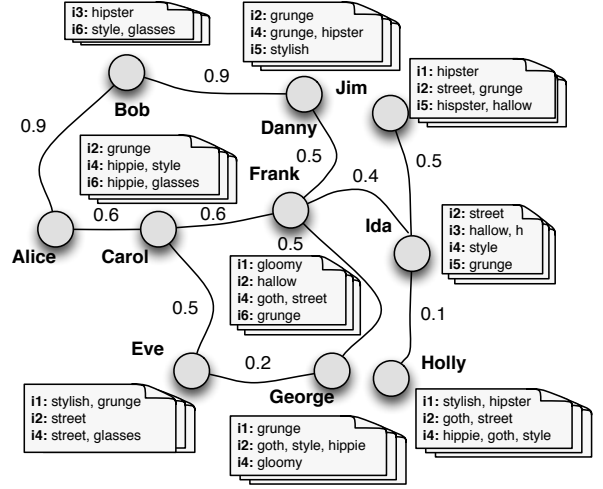 i3: hipster
i6: style, glasses
i2: grunge
i4: grunge, hipster
i5: stylish
Jim
i1: hipster
i2: street, grunge
i5: hispster, hallow
0.9
Bob
Danny
0.9
i2: grunge
i4: hippie, style
i6: hippie, glasses
0.5
Frank
0.4
0.5
0.6
0.6
Alice
Carol
0.5
Ida
i2: street
i3: hallow, h
i4: style
i5: grunge
i1: gloomy
i2: hallow
i4: goth, street
i6: grunge
0.5
0.1
Eve
0.2
George
Holly
i1: stylish, grunge
i2: street
i4: street, glasses
i1: grunge
i2: goth, style, hippie
i4: gloomy
i1: stylish, hipster
i2: goth, street
i4: hippie, goth, style